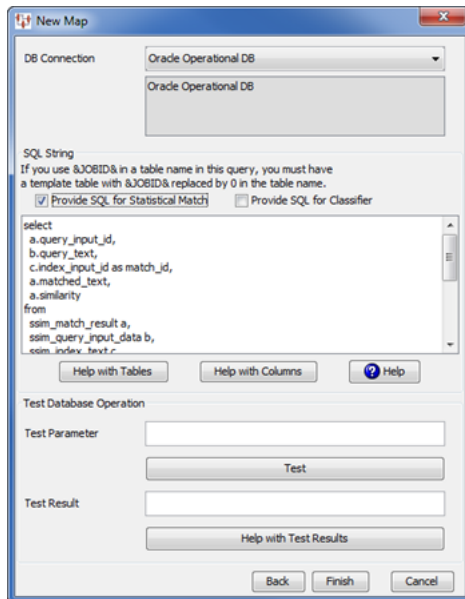 New Map
DB Connection
Oracle Operational DB
Oracle Operational DB
SQL String
If you use &JOBID& in a table name in this query, you must have
a template table with &JOBID& replaced by 0 in the table name.
Provide SQL for Statistical Match Provide SQL for Classifier
select
a.query_input_id,
b.query_text,
c.index_input_id as match_id,
a.matched_text,
a.similarity
from
ssim_match_result a,
ssim_query_input_data b,
ssim_index_text c
Help with Tables Help with Columns Help
Test Database Operation
Test Parameter
Test
Test Result
Help with Test Results
Back Finish Cancel